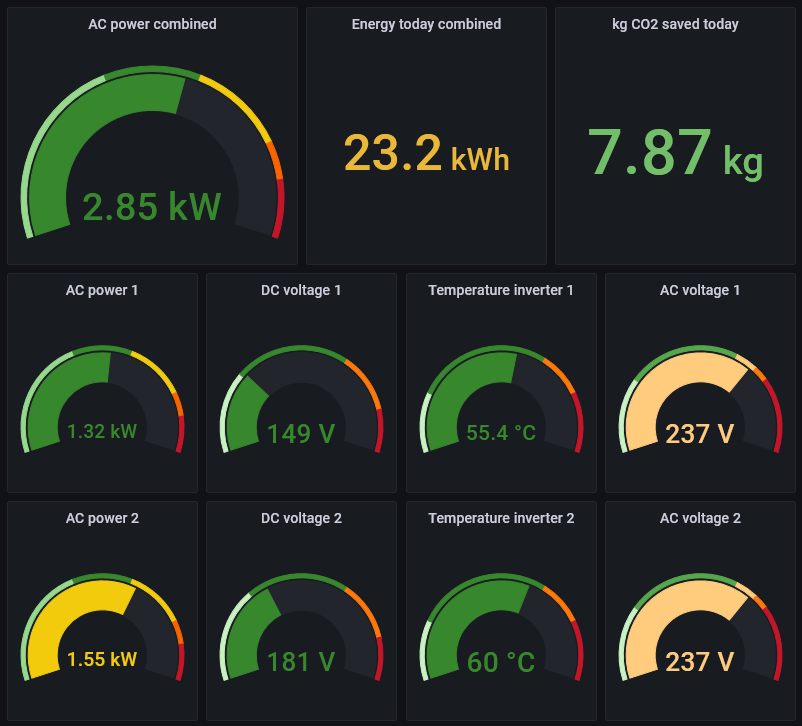 AC power combined
2.85 kW
Energy today combined
23.2 kWh
kg CO2 saved today
7.87 kg
AC power 1
1.32 kW
DC voltage 1
149 V
Temperature inverter 1
55.4 °C
AC voltage 1
237 V
AC power 2
1.55 kW
DC voltage 2
181 V
Temperature inverter 2
60 °C
AC voltage 2
237 V